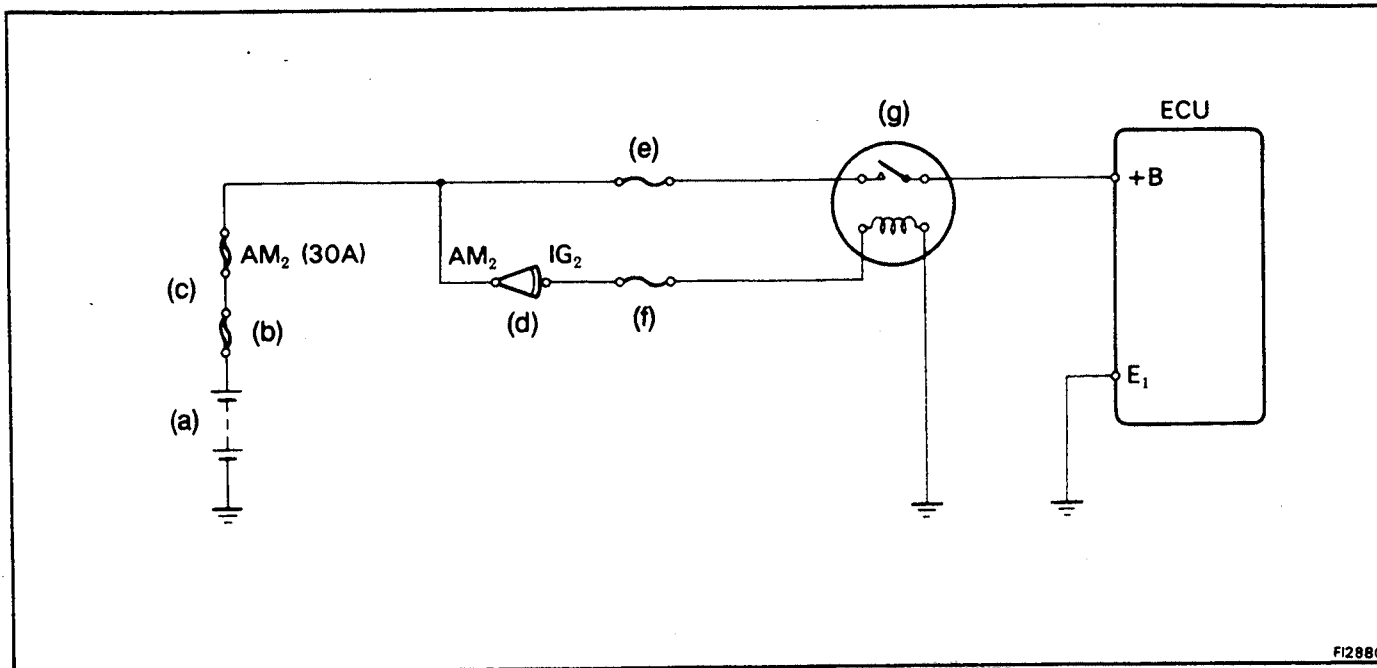 (g)
ECU
(e)
+B
AM₂ (30A)
AM₂
IG₂
(c)
(d)
(f)
(b)
E₁
(a)